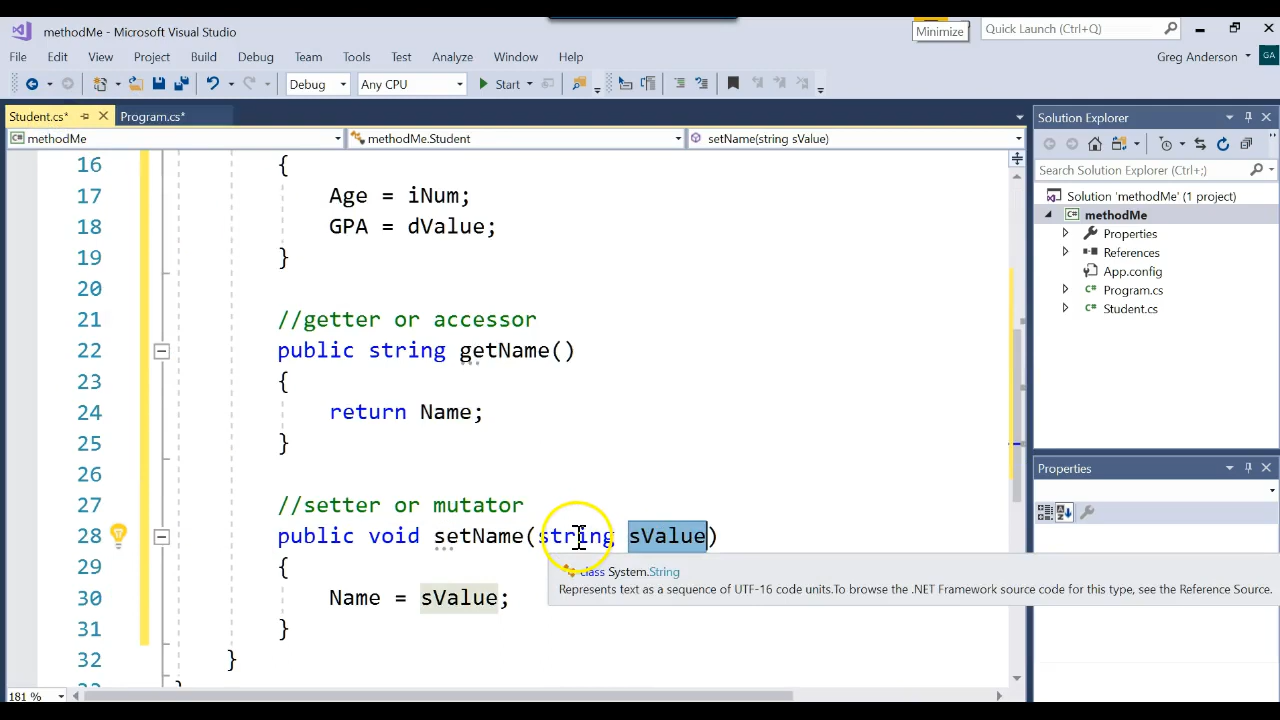 methodMe - Microsoft Visual Studio
Minimize
Quick Launch (Ctrl+Q)
File Edit View Project Build Debug Team Tools Test Analyze Window Help
Greg Anderson
GA
Debug Any CPU Start
Student.cs* Program.cs*
methodMe methodMe.Student setName(string sValue)
16 {
17 Age = iNum;
18 GPA = dValue;
19 }
20
21 //getter or accessor
22 public string getName()
23 {
24 return Name;
25 }
26
27 //setter or mutator
28 public void setName(string sValue)
29 {
30 Name = sValue;
31 }
32 }
class System.String
Represents text as a sequence of UTF-16 code units.To browse the .NET Framework source code for this type, see the Reference Source.
181 %
Solution Explorer
Search Solution Explorer (Ctrl+;)
Solution 'methodMe' (1 project)
methodMe
Properties
References
App.config
Program.cs
Student.cs
Properties